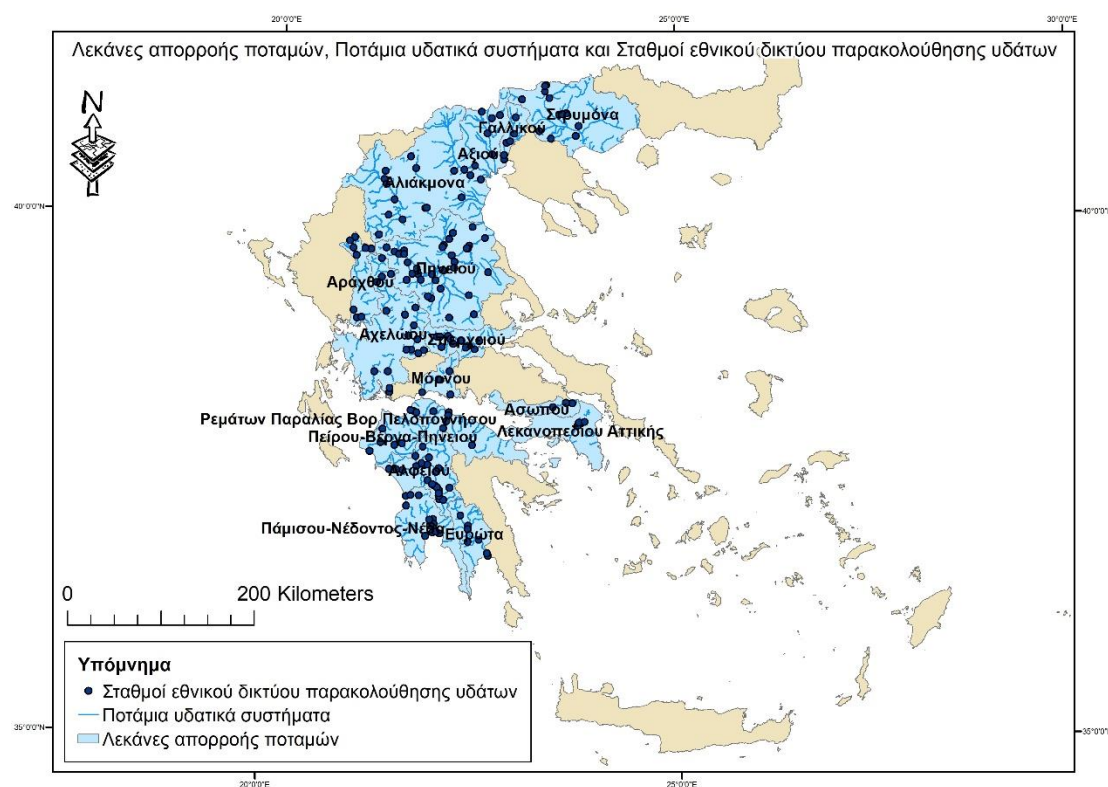 20°0'0"E
25°0'0"E
30°0'0"E
Λεκάνες απορροής ποταμών, Ποτάμια υδατικά συστήματα και Σταθμοί εθνικού δικτύου παρακολούθησης υδάτων
N
Στρυμόνα
Γαλλικού
Αξιού
Αλιάκμονα
40°0'0"N
40°0'0"N
Πηνειού
Αράχθου
Αχελώου
Σπερχειού
Μόρνου
Ασωπού
Ρεμάτων Παραλίας Βορ Πελοποννήσου
Λεκανοπεδίου Αττικής
Πείρου-Βέργα-Πηνειού
Αλφειού
Πάμισου-Νέδοντος-Νέδα
Ευρώτα
0
200 Kilometers
Υπόμνημα
Σταθμοί εθνικού δικτύου παρακολούθησης υδάτων
Ποτάμια υδατικά συστήματα
Λεκάνες απορροής ποταμών
35°0'0"N
35°0'0"N
20°0'0"E
25°0'0"E